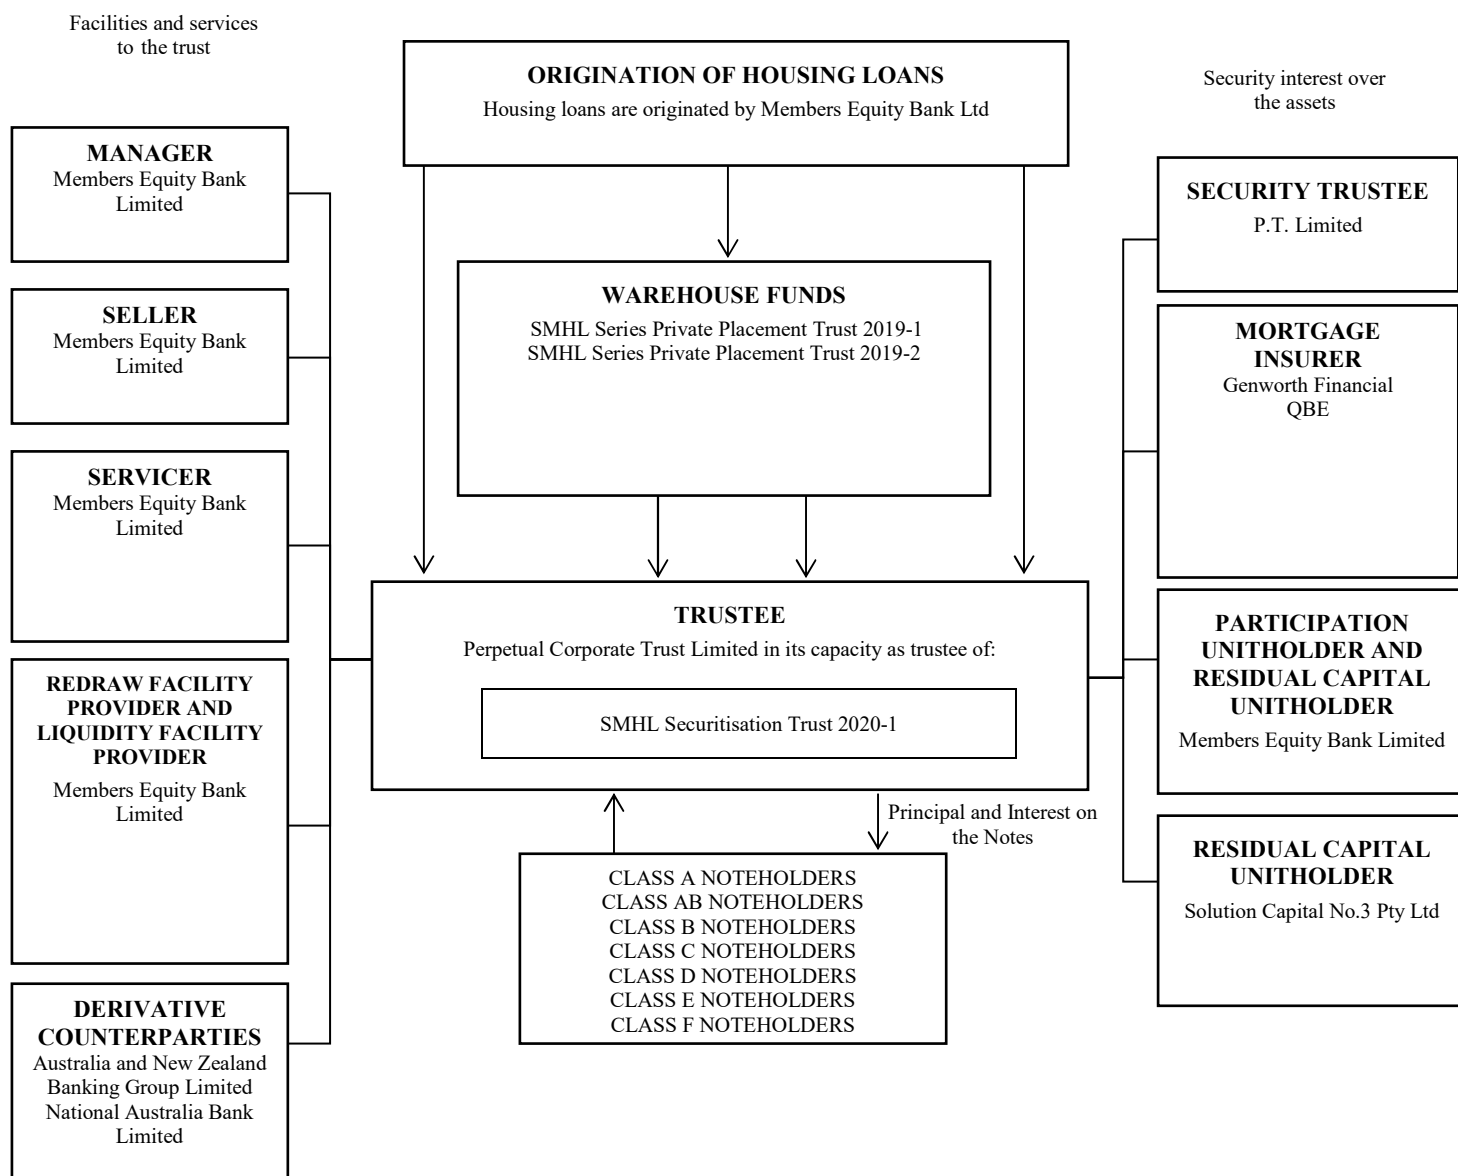 Facilities and services
to the trust
ORIGINATION OF HOUSING LOANS
Housing loans are originated by Members Equity Bank Ltd
Security interest over
the assets
MANAGER
Members Equity Bank
Limited
SELLER
Members Equity Bank
Limited
SERVICER
Members Equity Bank
Limited
REDRAW FACILITY
PROVIDER AND
LIQUIDITY FACILITY
PROVIDER
Members Equity Bank
Limited
DERIVATIVE
COUNTERPARTIES
Australia and New Zealand
Banking Group Limited
National Australia Bank
Limited
WAREHOUSE FUNDS
SMHL Series Private Placement Trust 2019-1
SMHL Series Private Placement Trust 2019-2
TRUSTEE
Perpetual Corporate Trust Limited in its capacity as trustee of:
SMHL Securitisation Trust 2020-1
Principal and Interest on
the Notes
CLASS A NOTEHOLDERS
CLASS AB NOTEHOLDERS
CLASS B NOTEHOLDERS
CLASS C NOTEHOLDERS
CLASS D NOTEHOLDERS
CLASS E NOTEHOLDERS
CLASS F NOTEHOLDERS
SECURITY TRUSTEE
P.T. Limited
MORTGAGE
INSURER
Genworth Financial
QBE
PARTICIPATION
UNITHOLDER AND
RESIDUAL CAPITAL
UNITHOLDER
Members Equity Bank Limited
RESIDUAL CAPITAL
UNITHOLDER
Solution Capital No.3 Pty Ltd